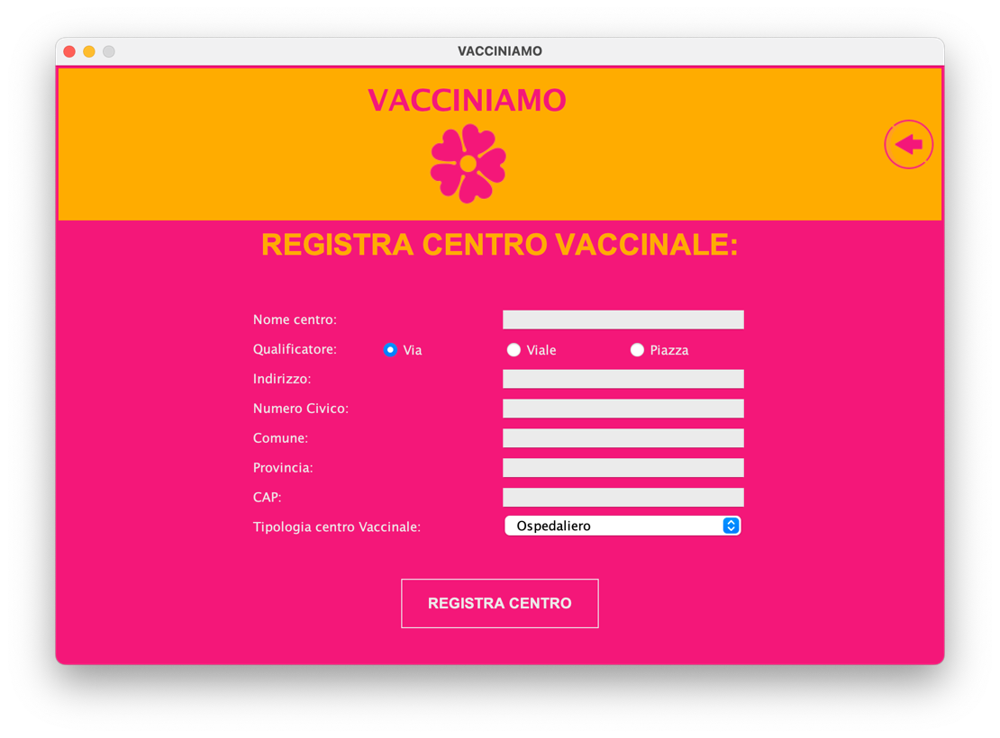 VACCINIAMO
VACCINIAMO
REGISTRA CENTRO VACCINALE:
Nome centro:
Qualificatore: Via Viale Piazza
Indirizzo:
Numero Civico:
Comune:
Provincia:
CAP:
Tipologia centro Vaccinale: Ospedaliero
REGISTRA CENTRO